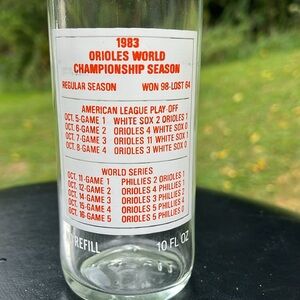 1983
ORIOLES WORLD
CHAMPIONSHIP SEASON
REGULAR SEASON WON 98-LOST 64
AMERICAN LEAGUE PLAY-OFF
OCT. 5-GAME 1 WHITE SOX 2 ORIOLES 1
OCT. 6-GAME 2 ORIOLES 4 WHITE SOX 0
OCT. 7-GAME 3 ORIOLES 11 WHITE SOX 1
OCT. 8-GAME 4 ORIOLES 3 WHITE SOX 0
WORLD SERIES
OCT. 11-GAME 1 PHILLIES 2 ORIOLES 1
OCT. 12-GAME 2 ORIOLES 4 PHILLIES 1
OCT. 14-GAME 3 ORIOLES 3 PHILLIES 2
OCT. 15-GAME 4 ORIOLES 5 PHILLIES 4
OCT. 16-GAME 5 ORIOLES 5 PHILLIES 0
REFILL 10 FL OZ